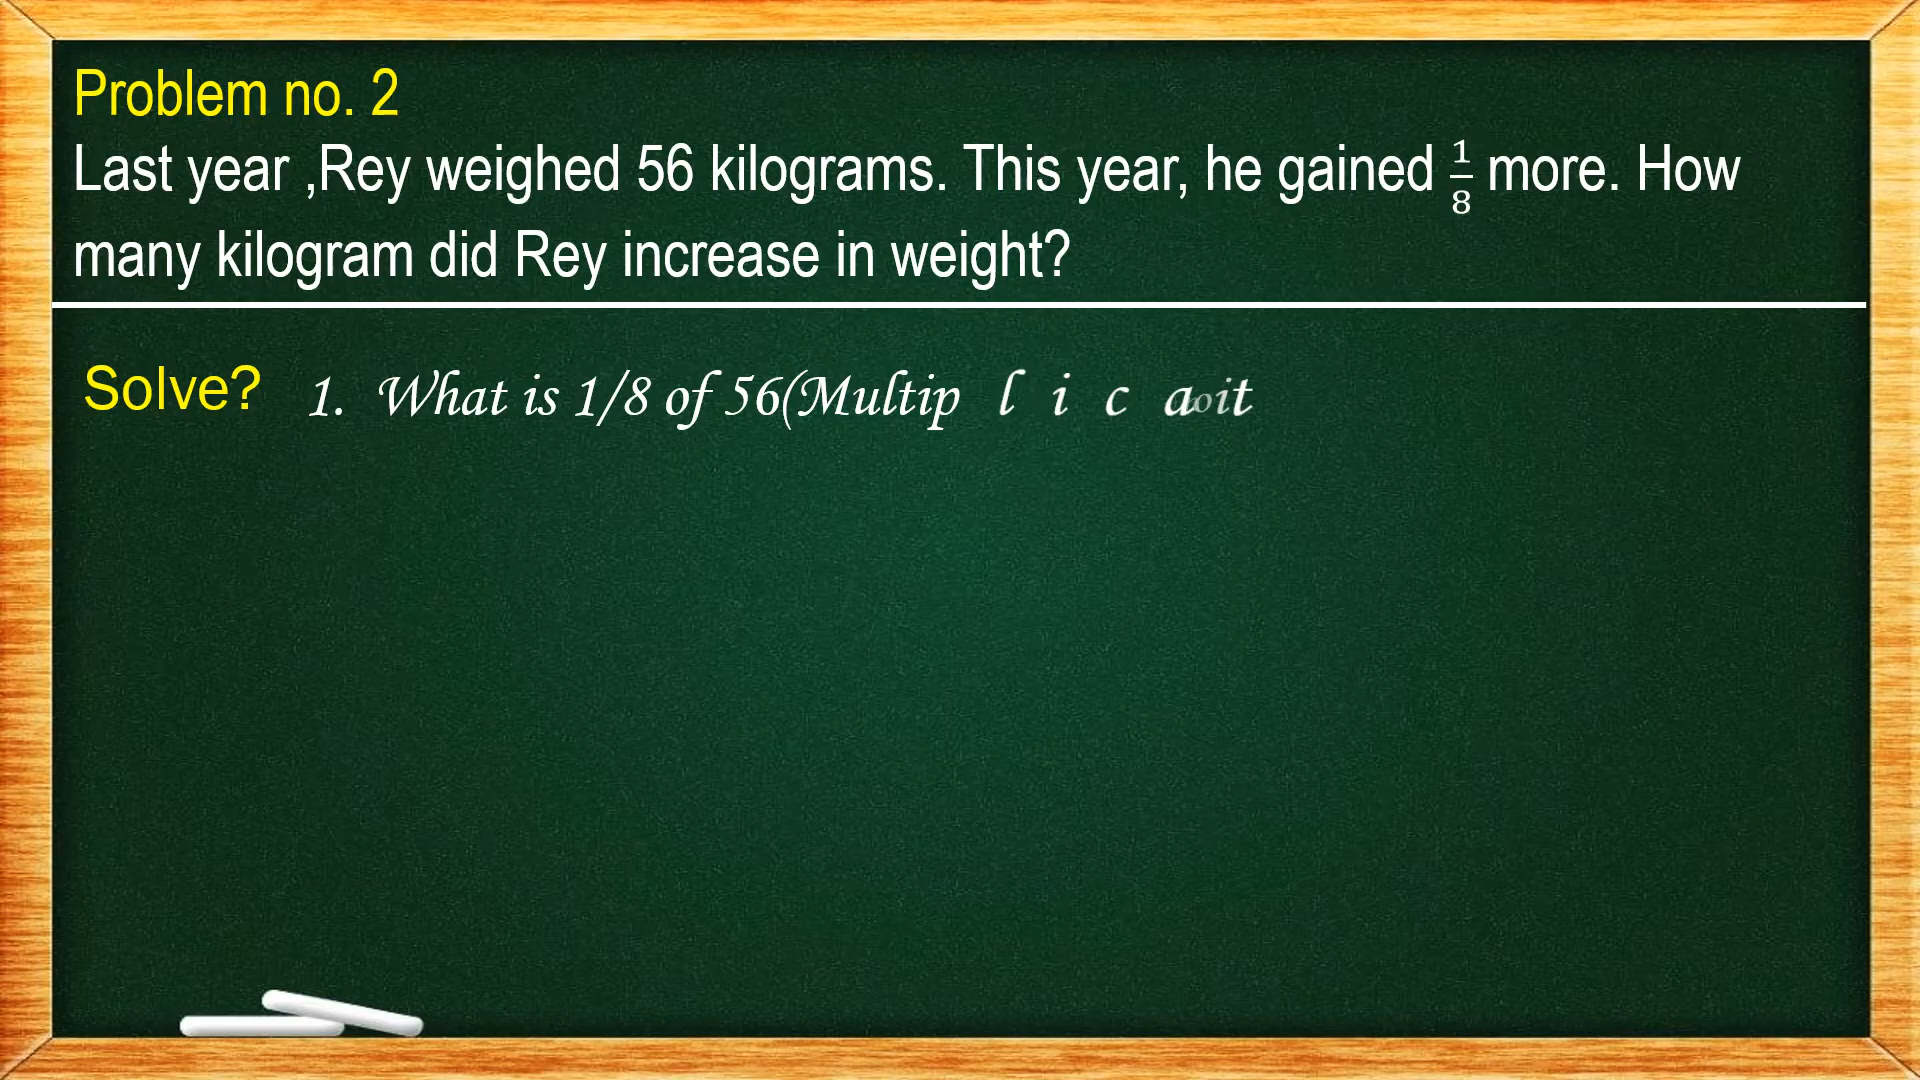 Problem no. 2
Last year ,Rey weighed 56 kilograms. This year, he gained 1/8 more. How
many kilogram did Rey increase in weight?
Solve? 1. What is 1/8 of 56(Multip l i c a